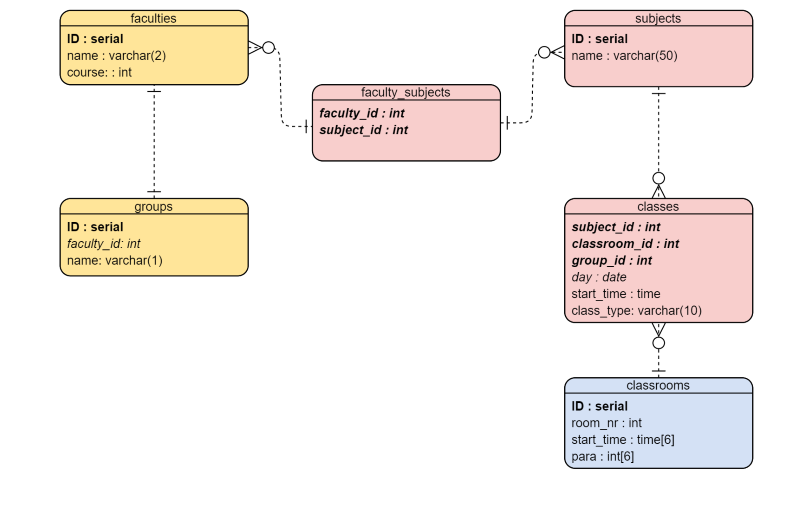 faculties
ID : serial
name : varchar(2)
course: : int
subjects
ID : serial
name : varchar(50)
faculty_subjects
faculty_id : int
subject_id : int
groups
ID : serial
faculty_id: int
name: varchar(1)
classes
subject_id : int
classroom_id : int
group_id : int
day : date
start_time : time
class_type: varchar(10)
classrooms
ID : serial
room_nr : int
start_time : time[6]
para : int[6]